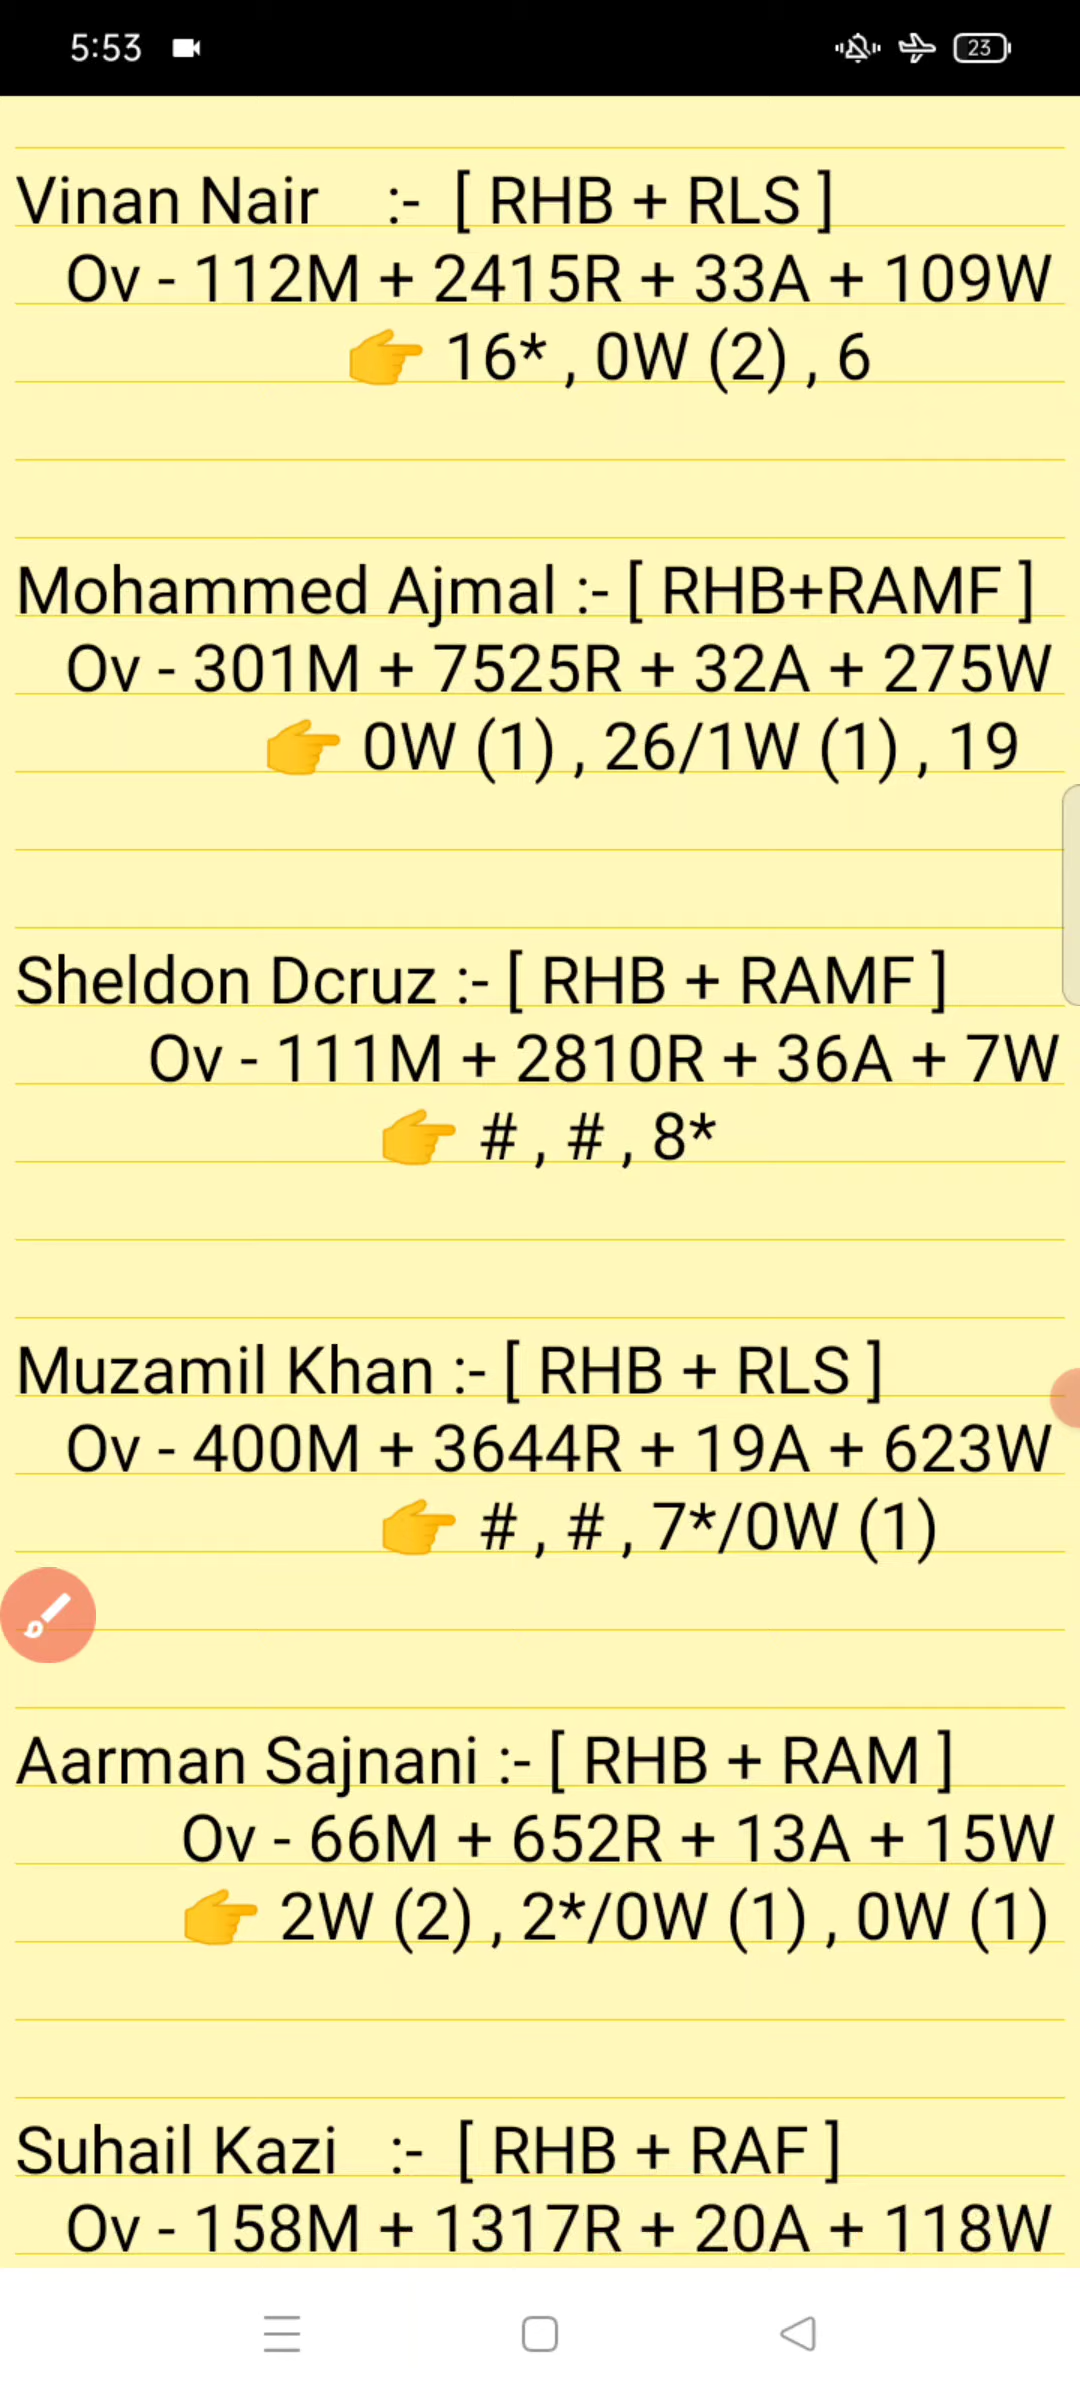 5:53 23
Vinan Nair :- [ RHB + RLS ]
Ov - 112M + 2415R + 33A + 109W
👉 16* , 0W (2) , 6
Mohammed Ajmal :- [ RHB+RAMF ]
Ov - 301M + 7525R + 32A + 275W
👉 0W (1) , 26/1W (1) , 19
Sheldon Dcruz :- [ RHB + RAMF ]
Ov - 111M + 2810R + 36A + 7W
👉 # , # , 8*
Muzamil Khan :- [ RHB + RLS ]
Ov - 400M + 3644R + 19A + 623W
👉 # , # , 7*/0W (1)
Aarman Sajnani :- [ RHB + RAM ]
Ov - 66M + 652R + 13A + 15W
👉 2W (2) , 2*/0W (1) , 0W (1)
Suhail Kazi :- [ RHB + RAF ]
Ov - 158M + 1317R + 20A + 118W